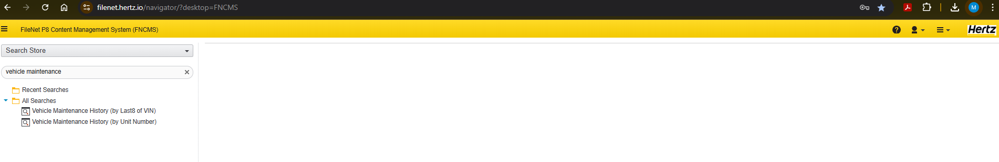 filenet.hertz.io/navigator/?desktop=FNCMS
M
FileNet P8 Content Management System (FNCMS)
?
Hertz
Search Store
vehicle maintenance
Recent Searches
All Searches
Vehicle Maintenance History (by Last8 of VIN)
Vehicle Maintenance History (by Unit Number)